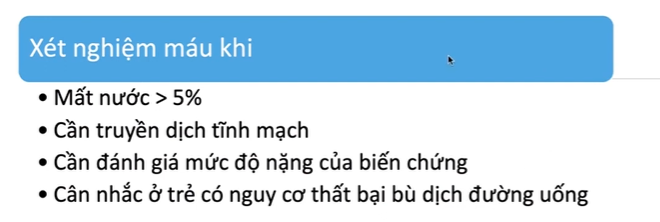 Xét nghiệm máu khi
• Mất nước > 5%
• Cần truyền dịch tĩnh mạch
• Cần đánh giá mức độ nặng của biến chứng
• Cân nhắc ở trẻ có nguy cơ thất bại bù dịch đường uống